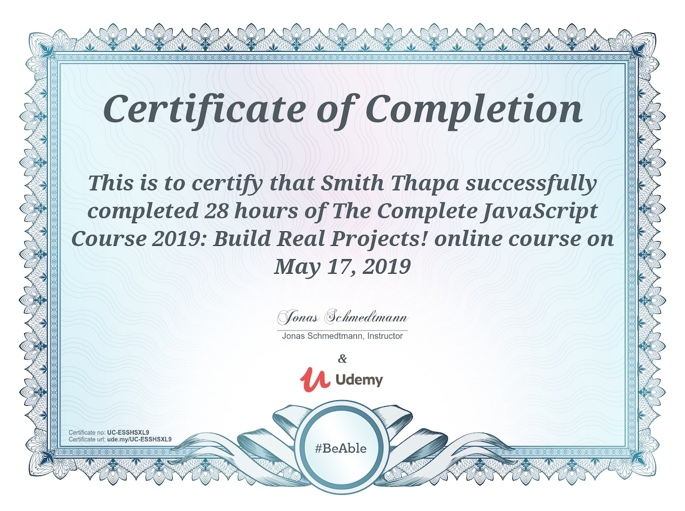 Certificate of Completion
This is to certify that Smith Thapa successfully
completed 28 hours of The Complete JavaScript
Course 2019: Build Real Projects! online course on
May 17, 2019
Jonas Schmedtmann
Jonas Schmedtmann, Instructor
&
Udemy
Certificate no: UC-ESSHSXL9
Certificate url: ude.my/UC-ESSHSXL9
#BeAble